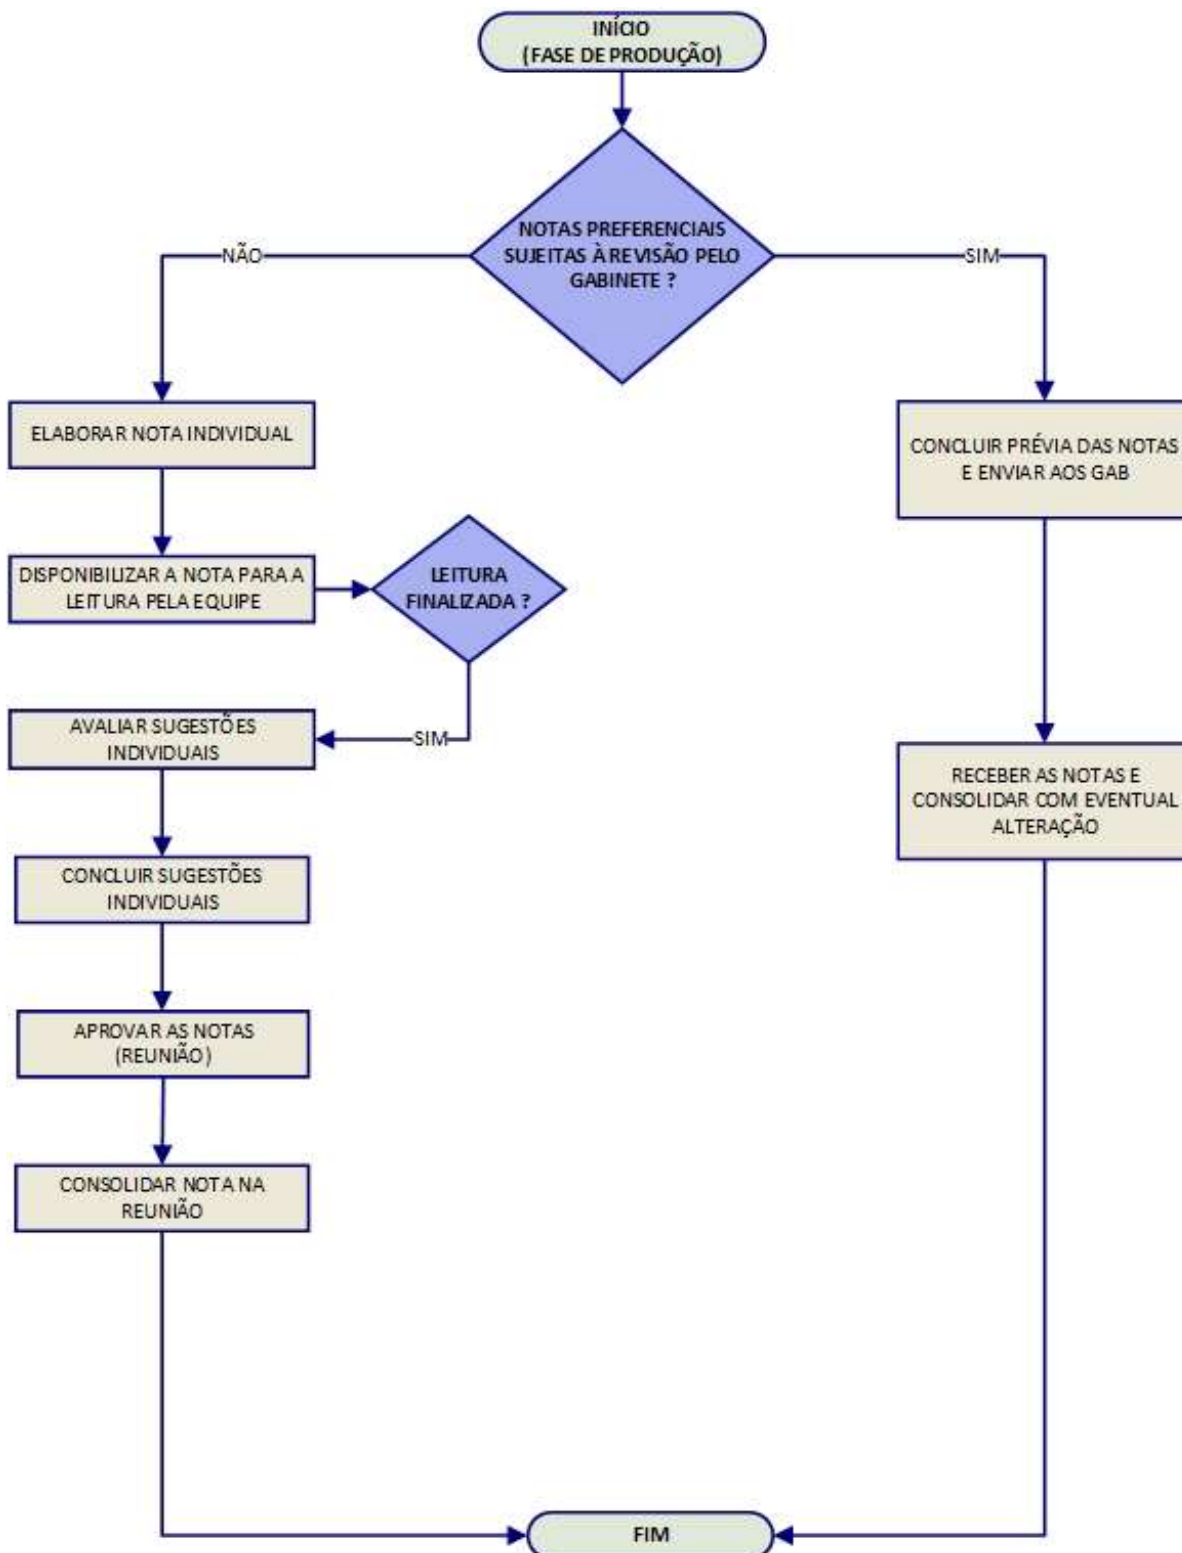 INÍCIO
(FASE DE PRODUÇÃO)
NOTAS PREFERENCIAIS
SUJEITAS À REVISÃO PELO
GABINETE ?
NÃO
SIM
ELABORAR NOTA INDIVIDUAL
CONCLUIR PRÉVIA DAS NOTAS
E ENVIAR AOS GAB
DISPONIBILIZAR A NOTA PARA A
LEITURA PELA EQUIPE
LEITURA
FINALIZADA ?
SIM
AVALIAR SUGESTÕES
INDIVIDUAIS
RECEBER AS NOTAS E
CONSOLIDAR COM EVENTUAL
ALTERAÇÃO
CONCLUIR SUGESTÕES
INDIVIDUAIS
APROVAR AS NOTAS
(REUNIÃO)
CONSOLIDAR NOTA NA
REUNIÃO
FIM